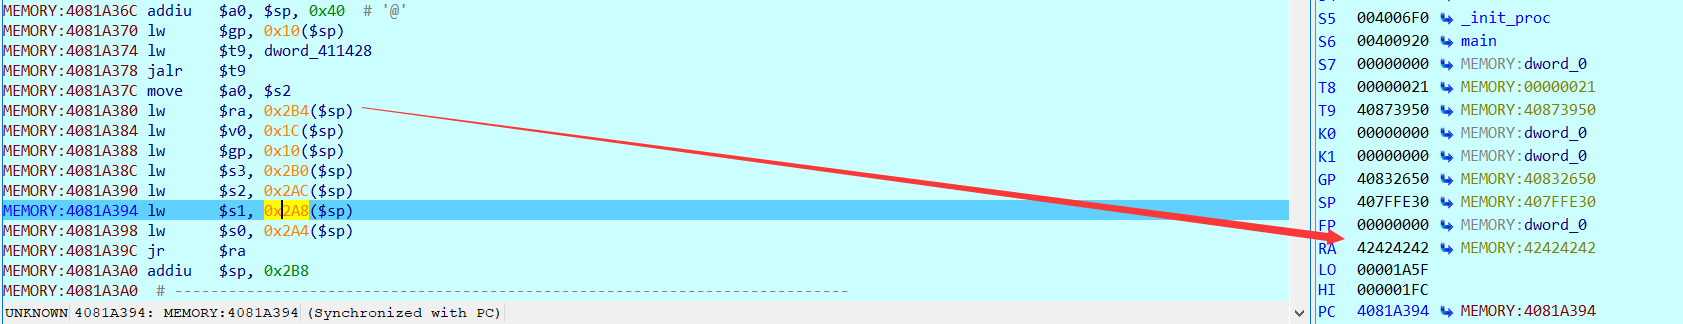 MEMORY:4081A36C addiu $a0, $sp, 0x40 # '@'
MEMORY:4081A370 lw $gp, 0x10($sp)
MEMORY:4081A374 lw $t9, dword_411428
MEMORY:4081A378 jalr $t9
MEMORY:4081A37C move $a0, $s2
MEMORY:4081A380 lw $ra, 0x2B4($sp)
MEMORY:4081A384 lw $v0, 0x1C($sp)
MEMORY:4081A388 lw $gp, 0x10($sp)
MEMORY:4081A38C lw $s3, 0x2B0($sp)
MEMORY:4081A390 lw $s2, 0x2AC($sp)
MEMORY:4081A394 lw $s1, 0x2A8($sp)
MEMORY:4081A398 lw $s0, 0x2A4($sp)
MEMORY:4081A39C jr $ra
MEMORY:4081A3A0 addiu $sp, 0x2B8
MEMORY:4081A3A0 # ---------------------------------------------------------------------------
UNKNOWN 4081A394: MEMORY:4081A394 (Synchronized with PC)
S5 004006F0 _init_proc
S6 00400920 main
S7 00000000 MEMORY:dword_0
T8 00000021 MEMORY:00000021
T9 40873950 MEMORY:40873950
K0 00000000 MEMORY:dword_0
K1 00000000 MEMORY:dword_0
GP 40832650 MEMORY:40832650
SP 407FFE30 MEMORY:407FFE30
FP 00000000 MEMORY:dword_0
RA 42424242 MEMORY:42424242
LO 00001A5F
HI 000001FC
PC 4081A394 MEMORY:4081A394